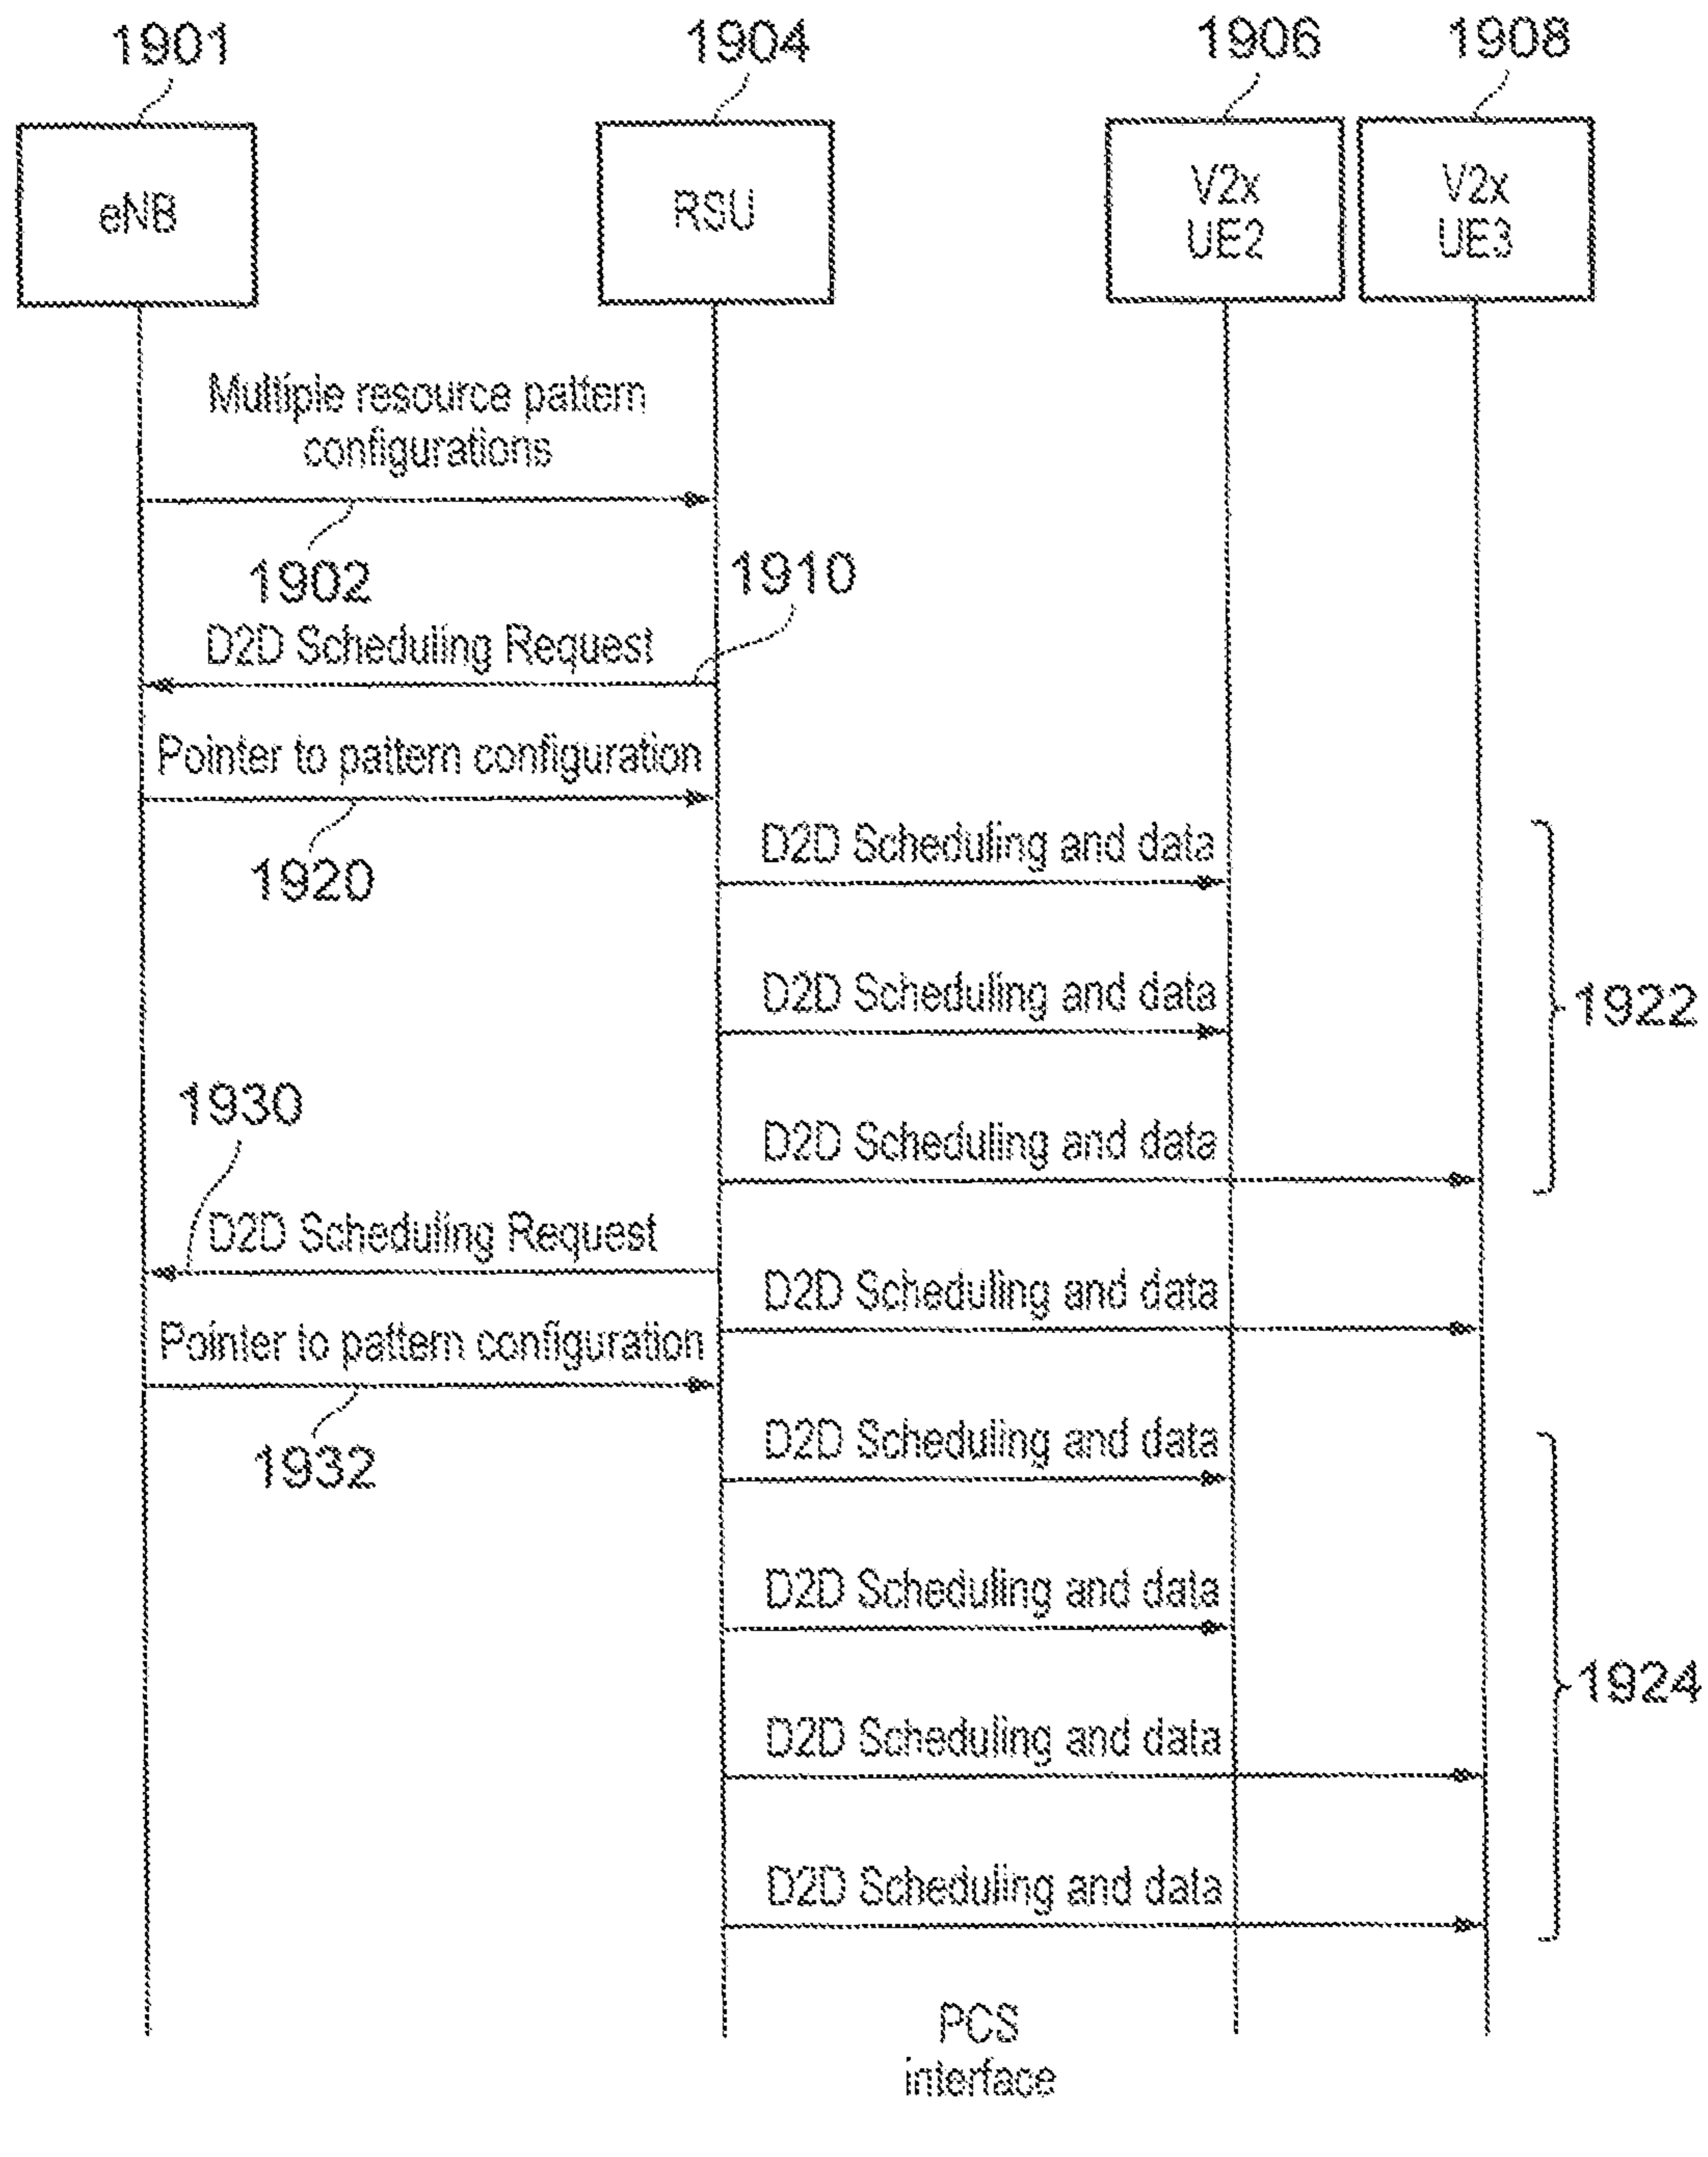 1901
1904
1906
1908
eNB
RSU
V2x
UE2
V2x
UE3
Multiple resource pattern
configurations
1902
1910
D2D Scheduling Request
Pointer to pattern configuration
1920
D2D Scheduling and data
D2D Scheduling and data
1922
1930
D2D Scheduling and data
D2D Scheduling Request
D2D Scheduling and data
Pointer to pattern configuration
1932
D2D Scheduling and data
D2D Scheduling and data
1924
D2D Scheduling and data
D2D Scheduling and data
PCS
interface